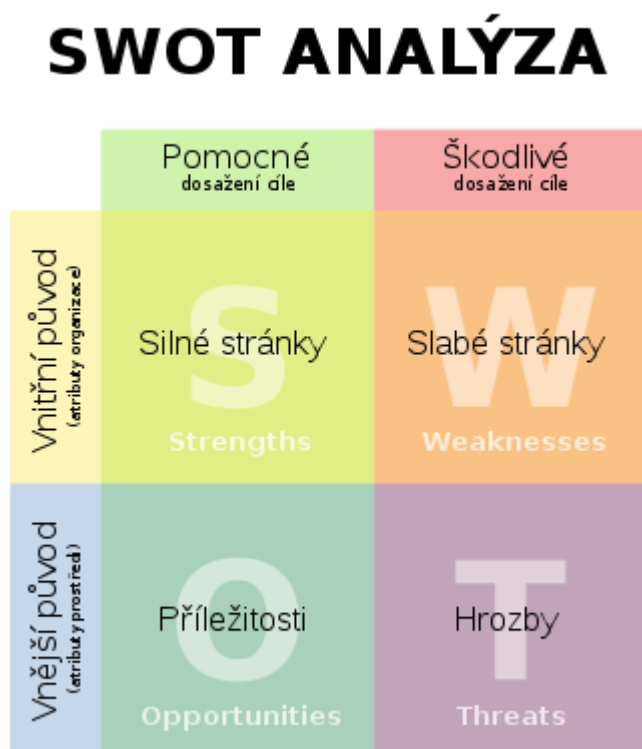 SWOT ANALÝZA
Pomocné
dosažení cíle
Škodlivé
dosažení cíle
Vnitřní původ
(atributy organizace)
S
Silné stránky
Strengths
W
Slabé stránky
Weaknesses
Vnější původ
(atributy prostředí)
O
Příležitosti
Opportunities
T
Hrozby
Threats